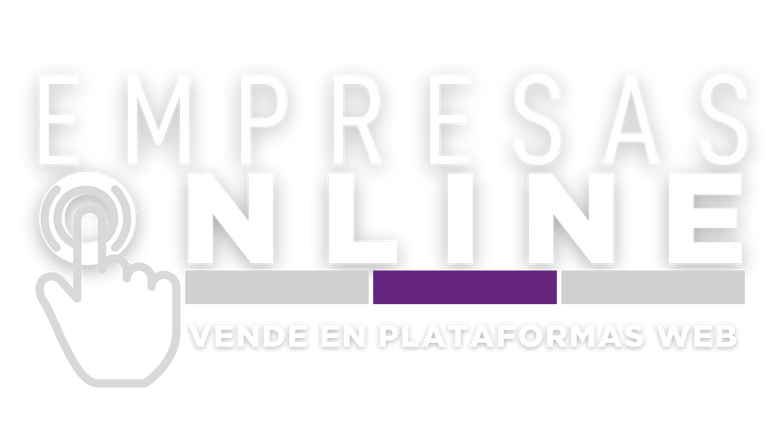 EMPRESAS
ONLINE
VENDE EN PLATAFORMAS WEB